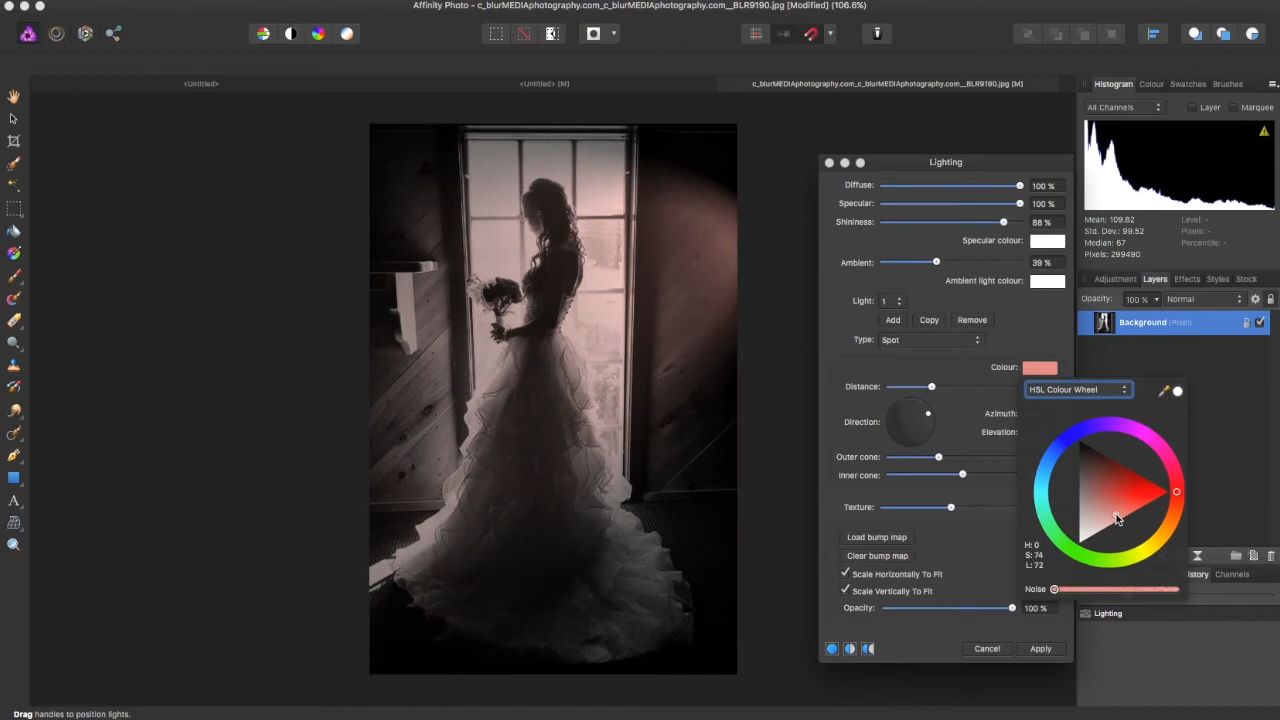 Affinity Photo - c_blurMEDIAphotography.com_c_blurMEDIAphotography.com__BLR9190.jpg [Modified] (106.6%)
<Untitled>
<Untitled> [M]
c_blurMEDIAphotography.com_c_blurMEDIAphotography.com__BLR9190.jpg [M]
Histogram Colour Swatches Brushes
All Channels Layer Marquee
Mean: 109.82 Level: -
Std. Dev.: 99.52 Pixels: -
Median: 67 Percentile: -
Pixels: 299490
Adjustment Layers Effects Styles Stock
Opacity: 100 % Normal
Background (Pixel)
Lighting
Diffuse: 100 %
Specular: 100 %
Shininess: 88 %
Specular colour:
Ambient: 39 %
Ambient light colour:
Light: 1
Add Copy Remove
Type: Spot
Colour:
Distance:
Direction: Azimuth:
Elevation:
Outer cone:
Inner cone:
Texture:
Load bump map
Clear bump map
Scale Horizontally To Fit
Scale Vertically To Fit
Opacity: 100 %
Cancel Apply
HSL Colour Wheel
H: 0
S: 74
L: 72
Noise
History Channels
Lighting
Drag handles to position lights.